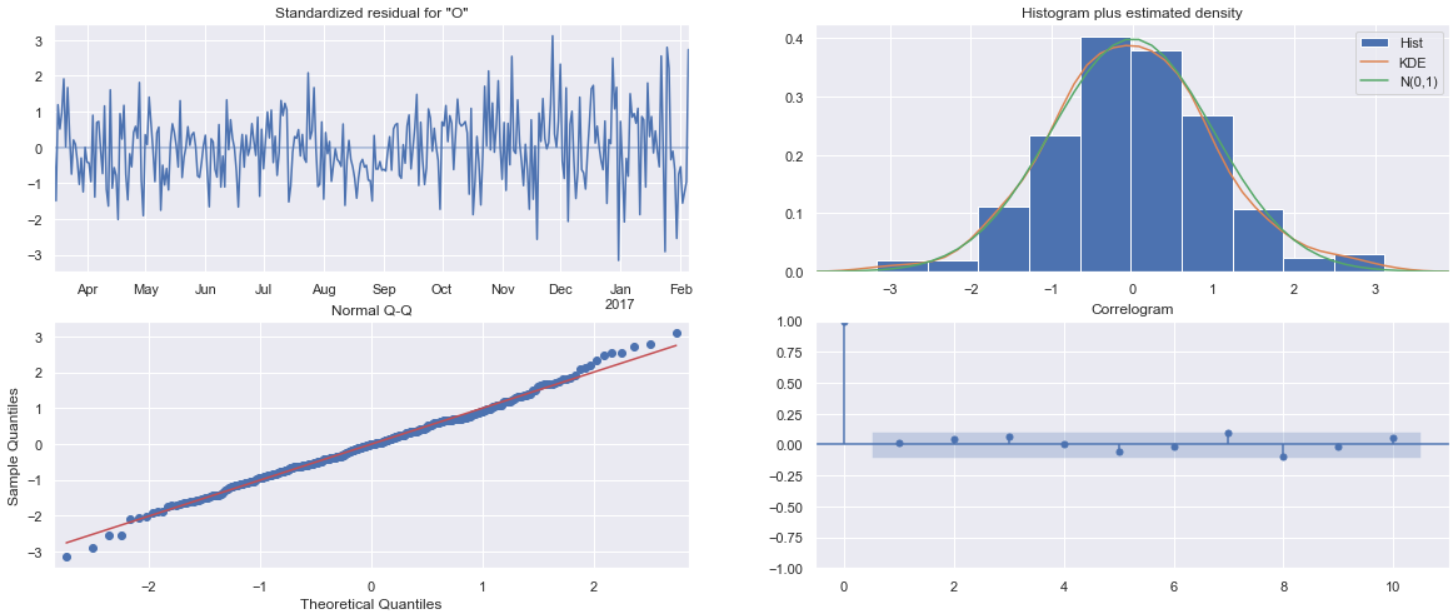 Standardized residual for "O"
3
2
1
0
−1
−2
−3
Apr May Jun Jul Aug Sep Oct Nov Dec Jan Feb
2017
Histogram plus estimated density
Hist
KDE
N(0,1)
0.4
0.3
0.2
0.1
0.0
−3 −2 −1 0 1 2 3
Normal Q-Q
Sample Quantiles
3
2
1
0
−1
−2
−3
−2 −1 0 1 2
Theoretical Quantiles
Correlogram
1.00
0.75
0.50
0.25
0.00
−0.25
−0.50
−0.75
−1.00
0 2 4 6 8 10